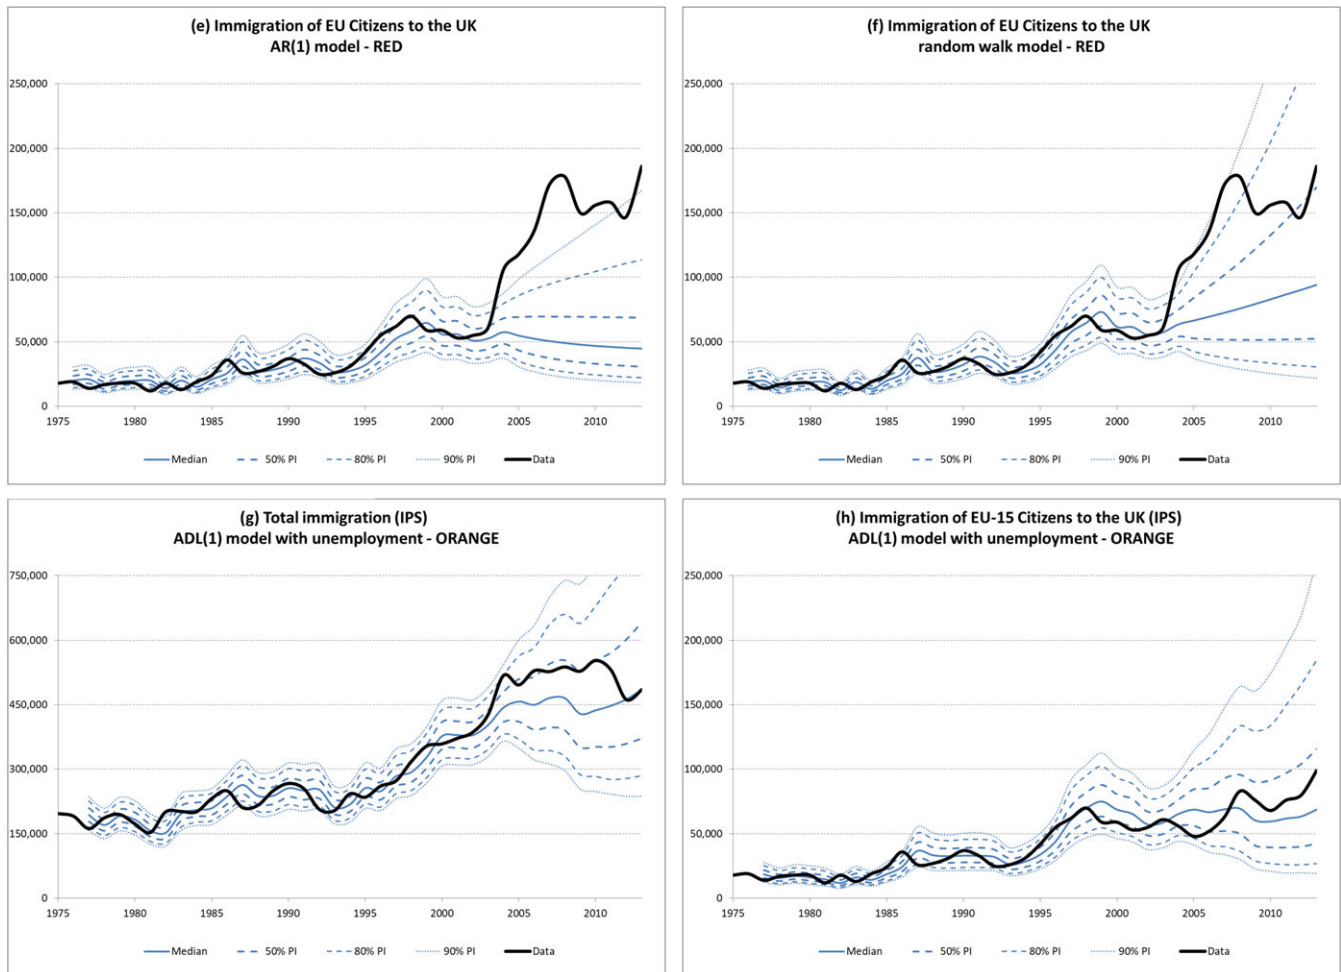 (e) Immigration of EU Citizens to the UK
AR(1) model - RED
250,000
200,000
150,000
100,000
50,000
0
1975 1980 1985 1990 1995 2000 2005 2010
Median 50% PI 80% PI 90% PI Data
(f) Immigration of EU Citizens to the UK
random walk model - RED
250,000
200,000
150,000
100,000
50,000
0
1975 1980 1985 1990 1995 2000 2005 2010
Median 50% PI 80% PI 90% PI Data
(g) Total immigration (IPS)
ADL(1) model with unemployment - ORANGE
750,000
600,000
450,000
300,000
150,000
0
1975 1980 1985 1990 1995 2000 2005 2010
Median 50% PI 80% PI 90% PI Data
(h) Immigration of EU-15 Citizens to the UK (IPS)
ADL(1) model with unemployment - ORANGE
250,000
200,000
150,000
100,000
50,000
0
1975 1980 1985 1990 1995 2000 2005 2010
Median 50% PI 80% PI 90% PI Data